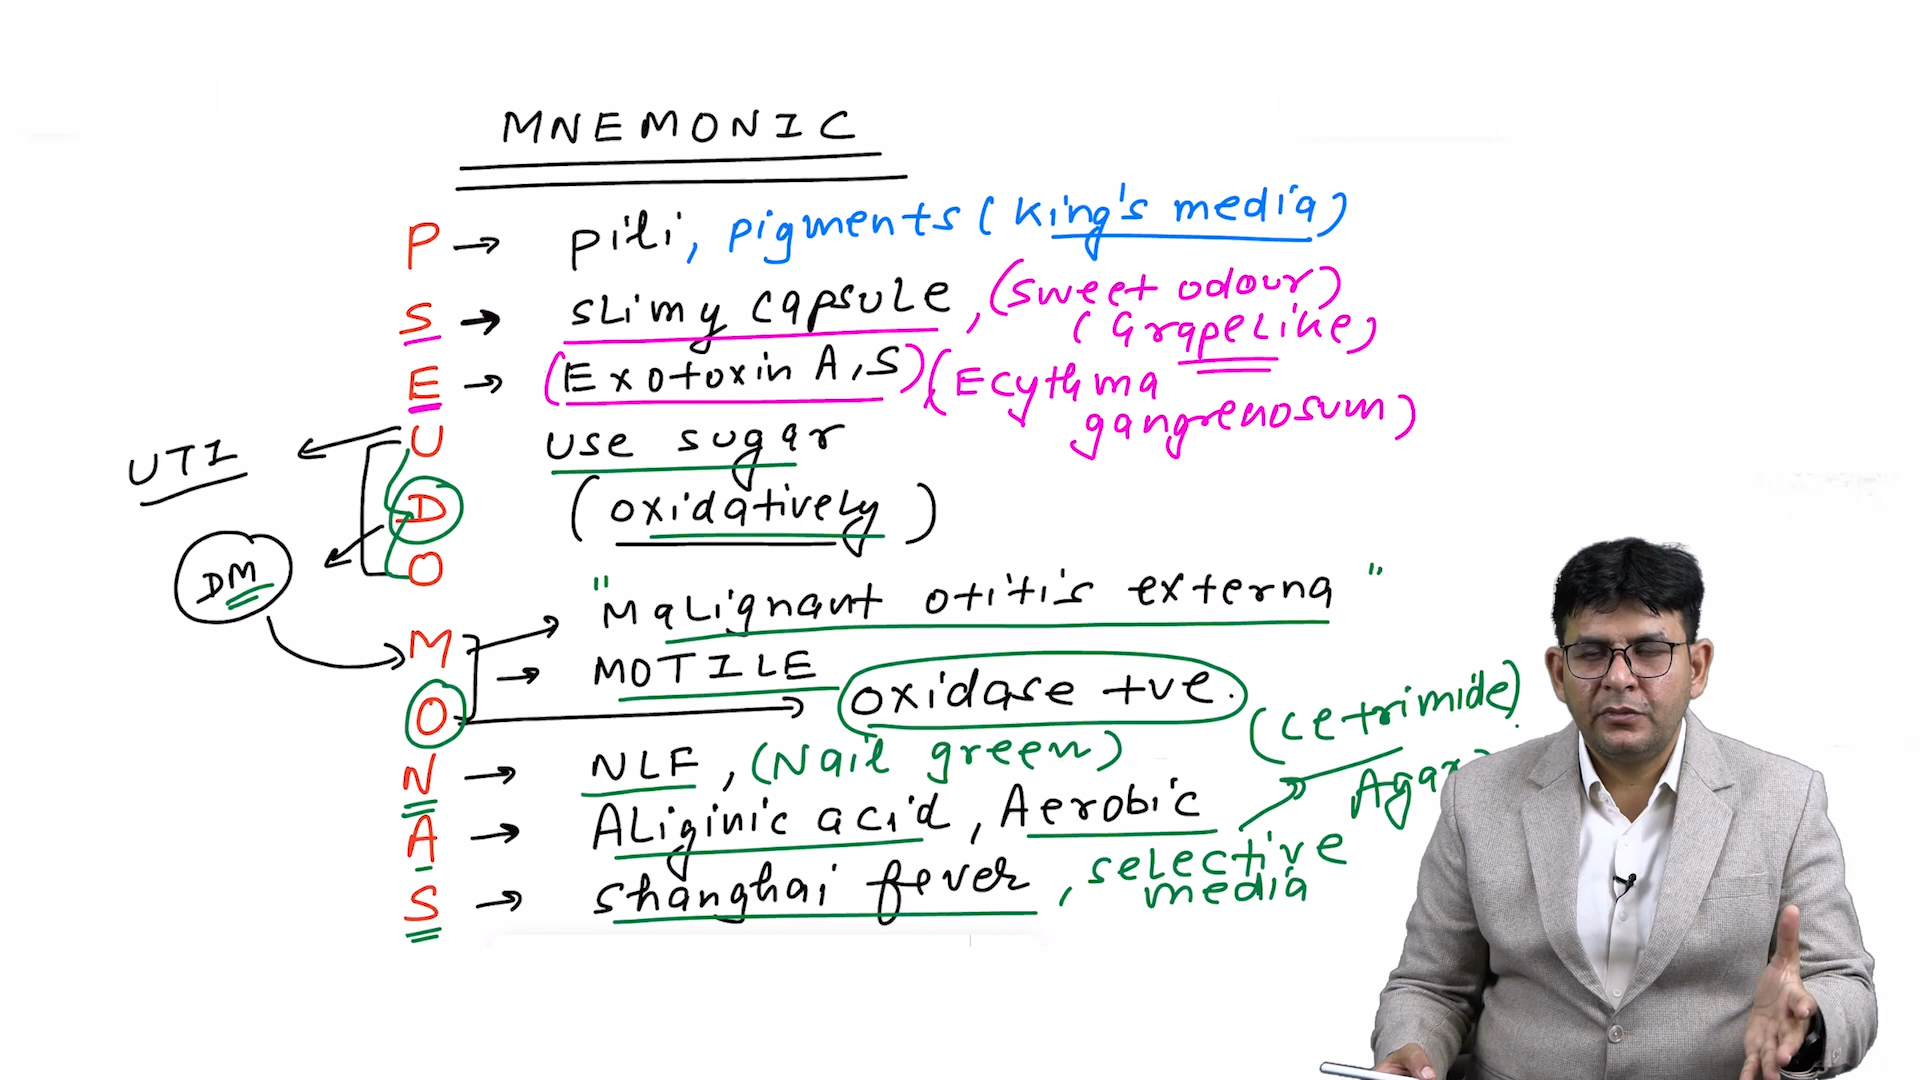 MNEMONIC
P → pili, pigments (King's media)
S → sLimy capsuLe, (sweet odour)
(GrapeLike)
E → (Exotoxin A,S) (Ecythma
gangrenosum)
UTI ← U use sugar
D (oxidatively)
DM
O
M → "MaLignant otitis externa"
→ MOTILE
O → oxidase +ve.
N → NLF, (Nail green)
(cetrimide)
Agar
A → ALiginic acid, Aerobic
S → shanghai fever, selective
media